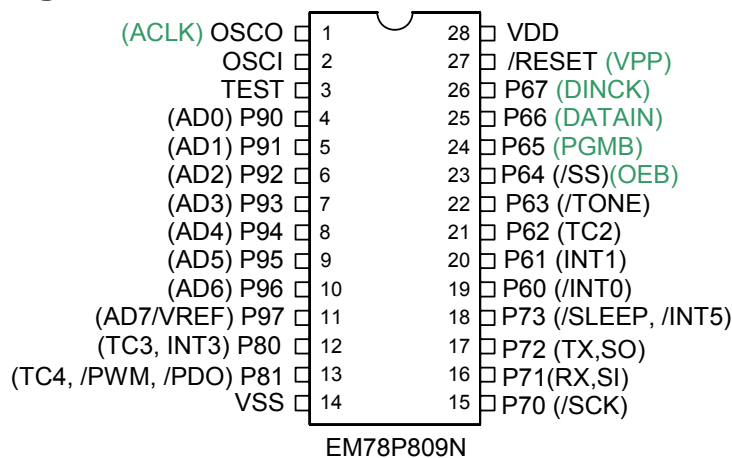 (ACLK) OSCO 1 28 VDD
OSCI 2 27 /RESET (VPP)
TEST 3 26 P67 (DINCK)
(AD0) P90 4 25 P66 (DATAIN)
(AD1) P91 5 24 P65 (PGMB)
(AD2) P92 6 23 P64 (/SS)(OEB)
(AD3) P93 7 22 P63 (/TONE)
(AD4) P94 8 21 P62 (TC2)
(AD5) P95 9 20 P61 (INT1)
(AD6) P96 10 19 P60 (/INT0)
(AD7/VREF) P97 11 18 P73 (/SLEEP, /INT5)
(TC3, INT3) P80 12 17 P72 (TX,SO)
(TC4, /PWM, /PDO) P81 13 16 P71(RX,SI)
VSS 14 15 P70 (/SCK)
EM78P809N